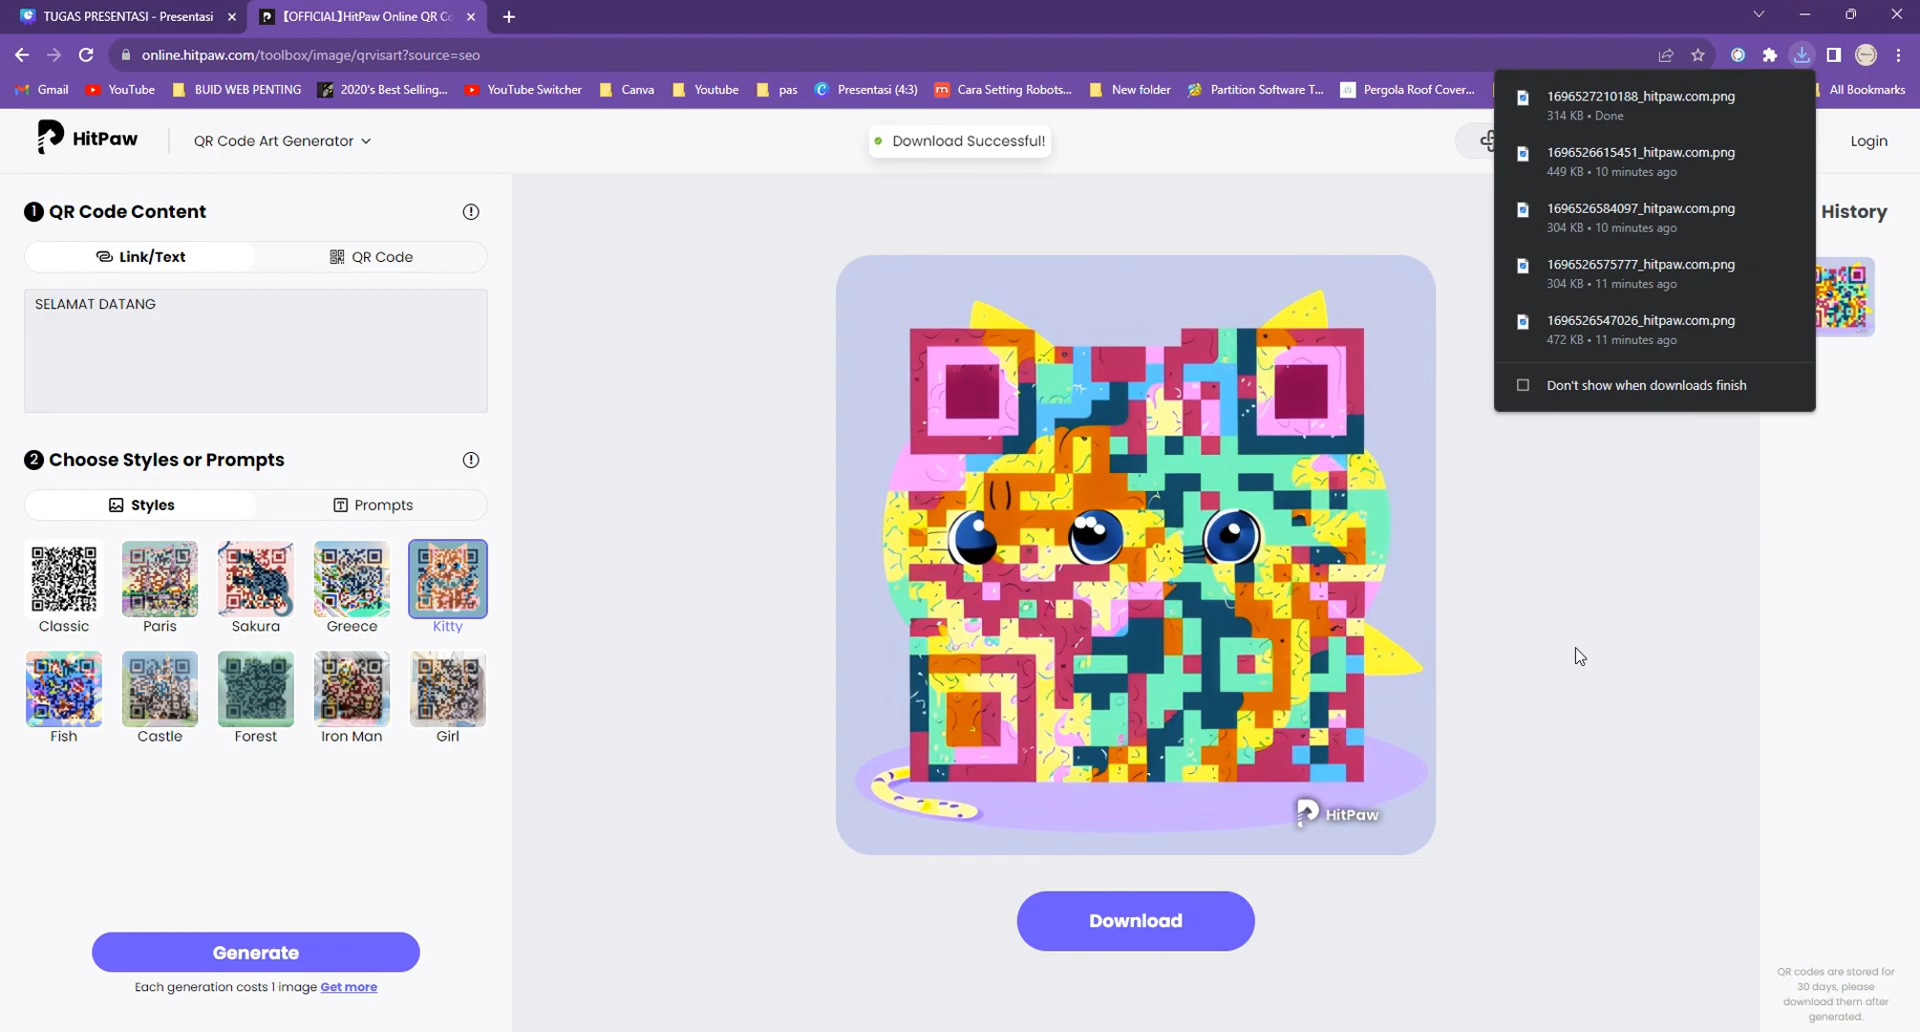 TUGAS PRESENTASI - Presentasi
【OFFICIAL】HitPaw Online QR Co
online.hitpaw.com/toolbox/image/qrvisart?source=seo
Gmail
YouTube
BUID WEB PENTING
2020's Best Selling...
YouTube Switcher
Canva
Youtube
pas
Presentasi (4:3)
Cara Setting Robots...
New folder
Partition Software T...
Pergola Roof Cover...
All Bookmarks
HitPaw
QR Code Art Generator
Download Successful!
Login
1696527210188_hitpaw.com.png
314 KB • Done
1696526615451_hitpaw.com.png
449 KB • 10 minutes ago
1696526584097_hitpaw.com.png
304 KB • 10 minutes ago
1696526575777_hitpaw.com.png
304 KB • 11 minutes ago
1696526547026_hitpaw.com.png
472 KB • 11 minutes ago
Don't show when downloads finish
History
1 QR Code Content
Link/Text
QR Code
SELAMAT DATANG
2 Choose Styles or Prompts
Styles
Prompts
Classic
Paris
Sakura
Greece
Kitty
Fish
Castle
Forest
Iron Man
Girl
HitPaw
Download
Generate
Each generation costs 1 image Get more
QR codes are stored for
30 days, please
download them after
generated.